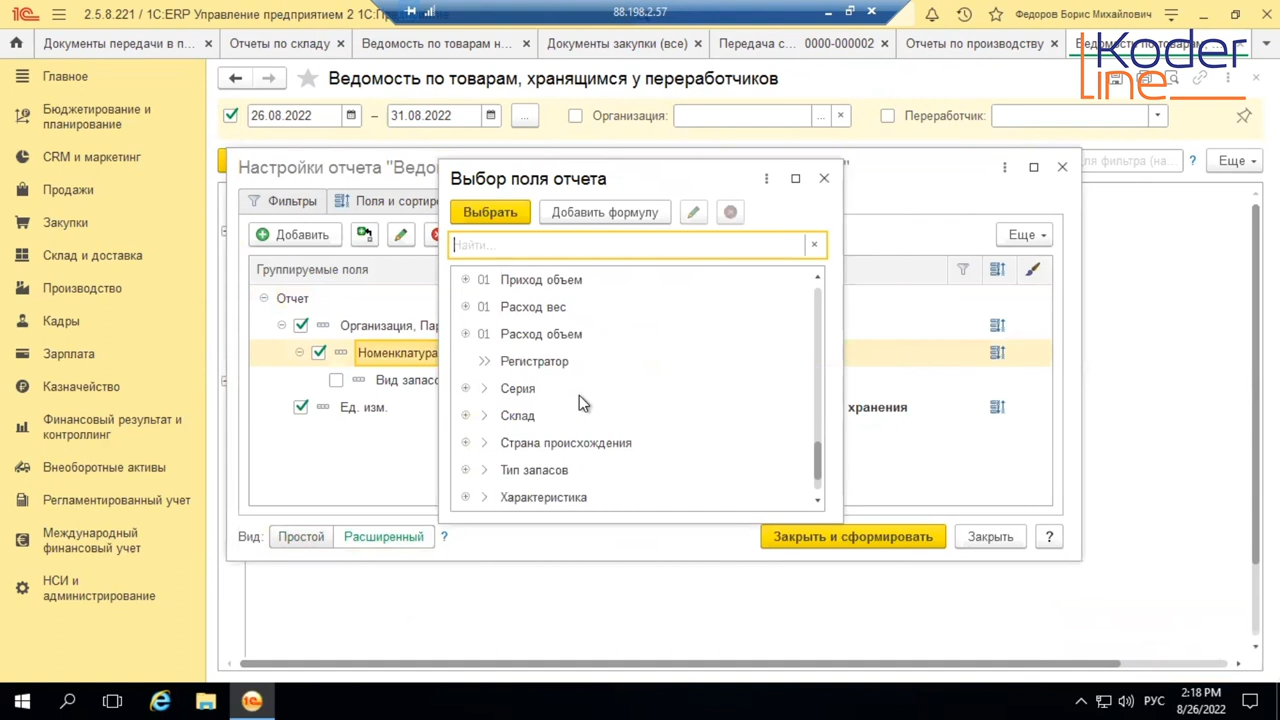 2.5.8.221 / 1С:ERP Управление предприятием 2 1С:Пр
88.198.2.57
Федоров Борис Михайлович
Документы передачи в п... ×
Отчеты по складу ×
Ведомость по товарам н... ×
Документы закупки (все) ×
Передача с... 0000-000002 ×
Отчеты по производству ×
Koder
line
Главное
Бюджетирование и
планирование
CRM и маркетинг
Продажи
Закупки
Склад и доставка
Производство
Кадры
Зарплата
Казначейство
Финансовый результат и
контроллинг
Внеоборотные активы
Регламентированный учет
Международный
финансовый учет
НСИ и
администрирование
Ведомость по товарам, хранящимся у переработчиков
26.08.2022 – 31.08.2022 ... Организация: ... × Переработчик:
для фильтра (на... ? Еще
Настройки отчета "Ведо
Фильтры
Поля и сортир
Добавить
Еще
Группируемые поля
Отчет
Организация, Пар
Номенклатура
Вид запасо
Ед. изм.
хранения
Вид: Простой Расширенный ?
Закрыть и сформировать
Закрыть
?
Выбор поля отчета
Выбрать
Добавить формулу
Найти...
01 Приход объем
01 Расход вес
01 Расход объем
Регистратор
Серия
Склад
Страна происхождения
Тип запасов
Характеристика
РУС
2:18 PM
8/26/2022